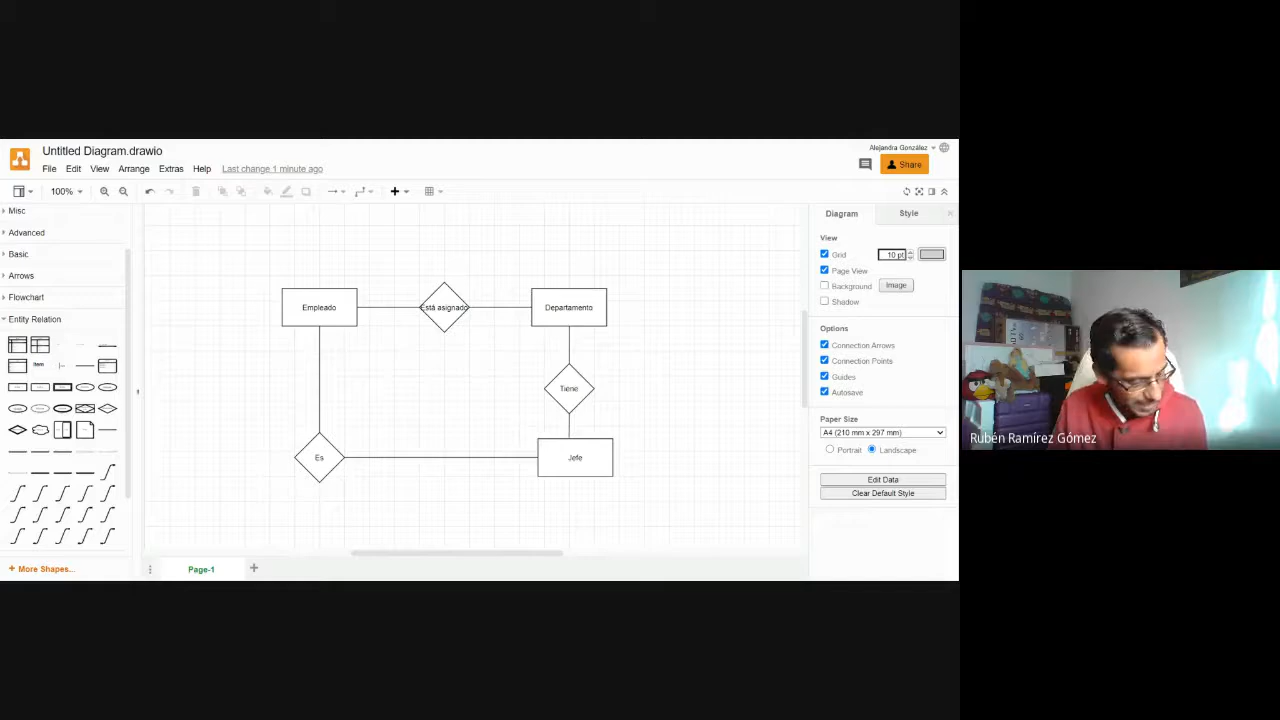 Untitled Diagram.drawio
Alejandra González
File Edit View Arrange Extras Help Last change 1 minute ago
Share
100%
Misc
Advanced
Basic
Arrows
Flowchart
Entity Relation
More Shapes...
Empleado
Está asignado
Departamento
Tiene
Es
Jefe
Page-1
Diagram Style
View
Grid 10 pt
Page View
Background Image
Shadow
Options
Connection Arrows
Connection Points
Guides
Autosave
Paper Size
A4 (210 mm x 297 mm)
Portrait Landscape
Edit Data
Clear Default Style
Rubén Ramírez Gómez